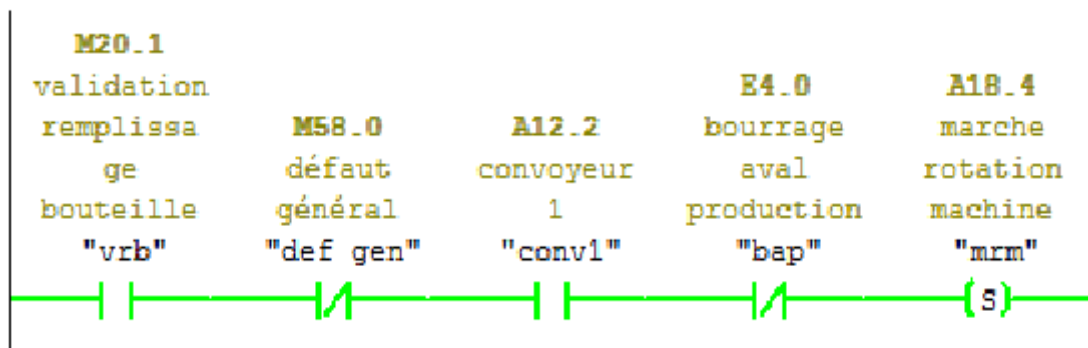 M20.1
validation
remplissa
ge
bouteille
"vrb"
M58.0
défaut
général
"def gen"
A12.2
convoyeur
1
"conv1"
E4.0
bourrage
aval
production
"bap"
A18.4
marche
rotation
machine
"mrm"
S